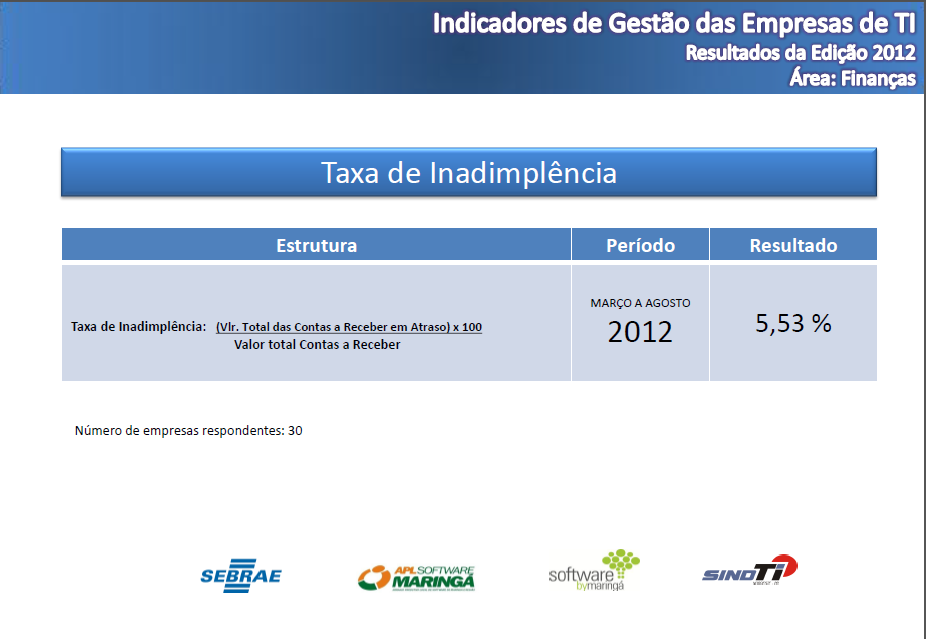 Indicadores de Gestão das Empresas de TI
Resultados da Edição 2012
Área: Finanças
Taxa de Inadimplência
Estrutura Período Resultado
Taxa de Inadimplência: (Vlr. Total das Contas a Receber em Atraso) x 100
Valor total Contas a Receber
MARÇO A AGOSTO
2012
5,53 %
Número de empresas respondentes: 30
SEBRAE
APL SOFTWARE
MARINGÁ
software
bymaringá
SINDTI